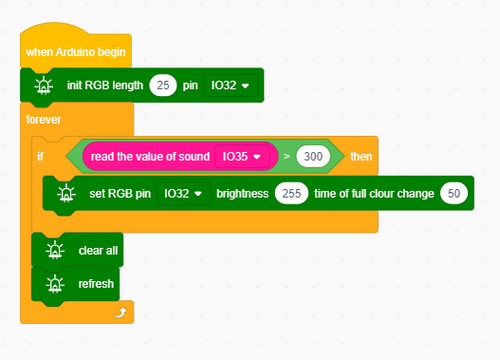 when Arduino begin
init RGB length 25 pin IO32
forever
if read the value of sound IO35 > 300 then
set RGB pin IO32 brightness 255 time of full clour change 50
clear all
refresh